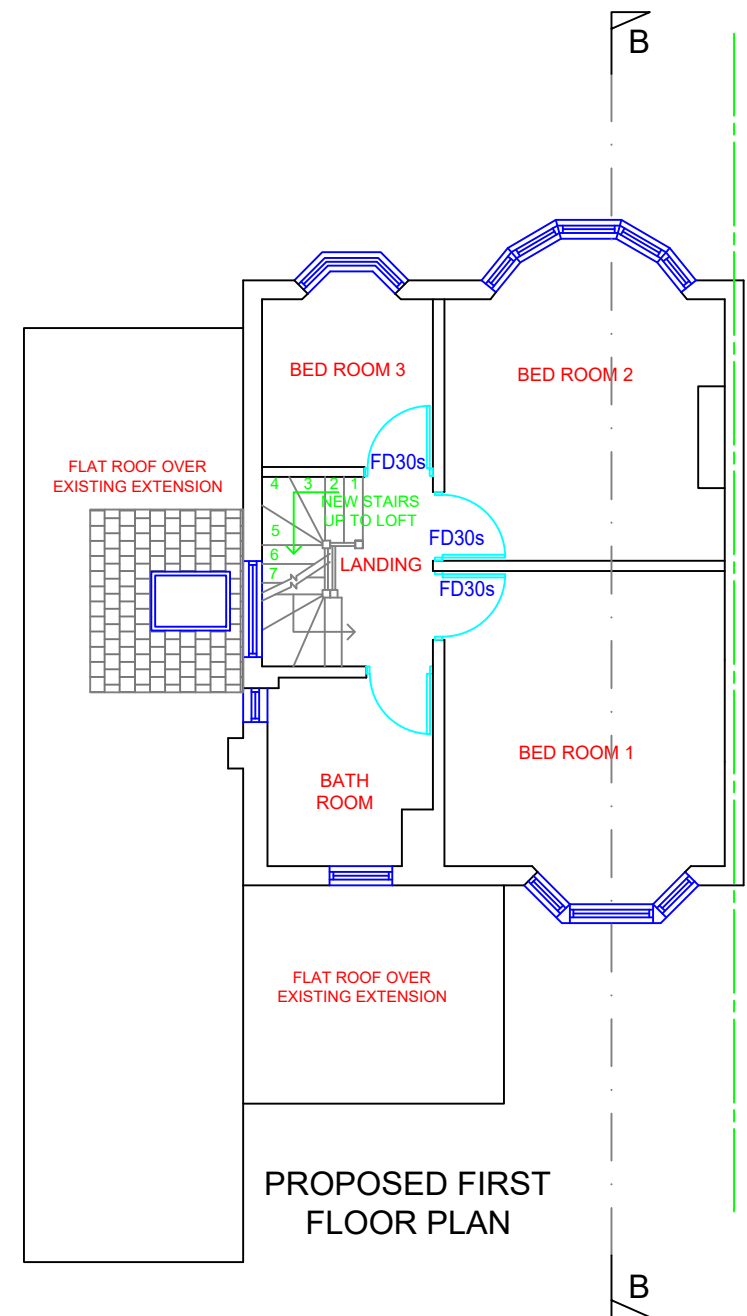 B
BED ROOM 3
BED ROOM 2
FLAT ROOF OVER
EXISTING EXTENSION
FD30s
4
3
2
1
NEW STAIRS
UP TO LOFT
5
FD30s
6
LANDING
7
FD30s
BED ROOM 1
BATH
ROOM
FLAT ROOF OVER
EXISTING EXTENSION
PROPOSED FIRST
FLOOR PLAN
B